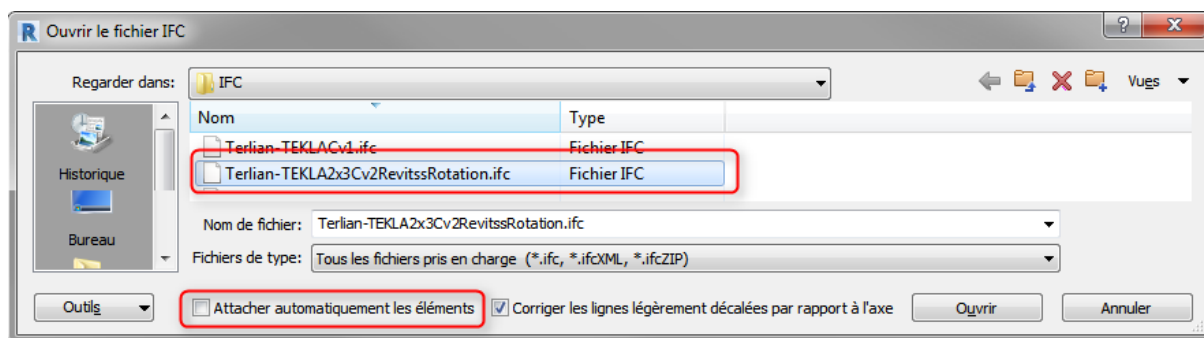 Ouvrir le fichier IFC
Regarder dans: IFC Vues
Nom Type
Terlian-TEKLACv1.ifc Fichier IFC
Terlian-TEKLA2x3Cv2RevitssRotation.ifc Fichier IFC
Historique
Bureau
Nom de fichier: Terlian-TEKLA2x3Cv2RevitssRotation.ifc
Fichiers de type: Tous les fichiers pris en charge (*.ifc, *.ifcXML, *.ifcZIP)
Outils Attacher automatiquement les éléments Corriger les lignes légèrement décalées par rapport à l'axe Ouvrir Annuler